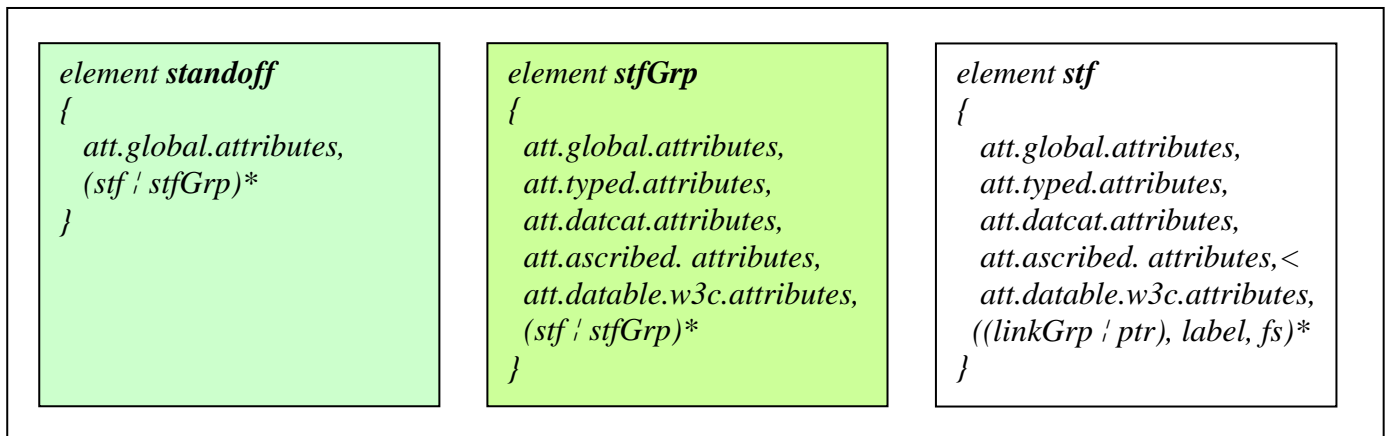 element standoff
{
att.global.attributes,
(stf ¦ stfGrp)*
}
element stfGrp
{
att.global.attributes,
att.typed.attributes,
att.datcat.attributes,
att.ascribed. attributes,
att.datable.w3c.attributes,
(stf ¦ stfGrp)*
}
element stf
{
att.global.attributes,
att.typed.attributes,
att.datcat.attributes,
att.ascribed. attributes,<
att.datable.w3c.attributes,
((linkGrp ¦ ptr), label, fs)*
}